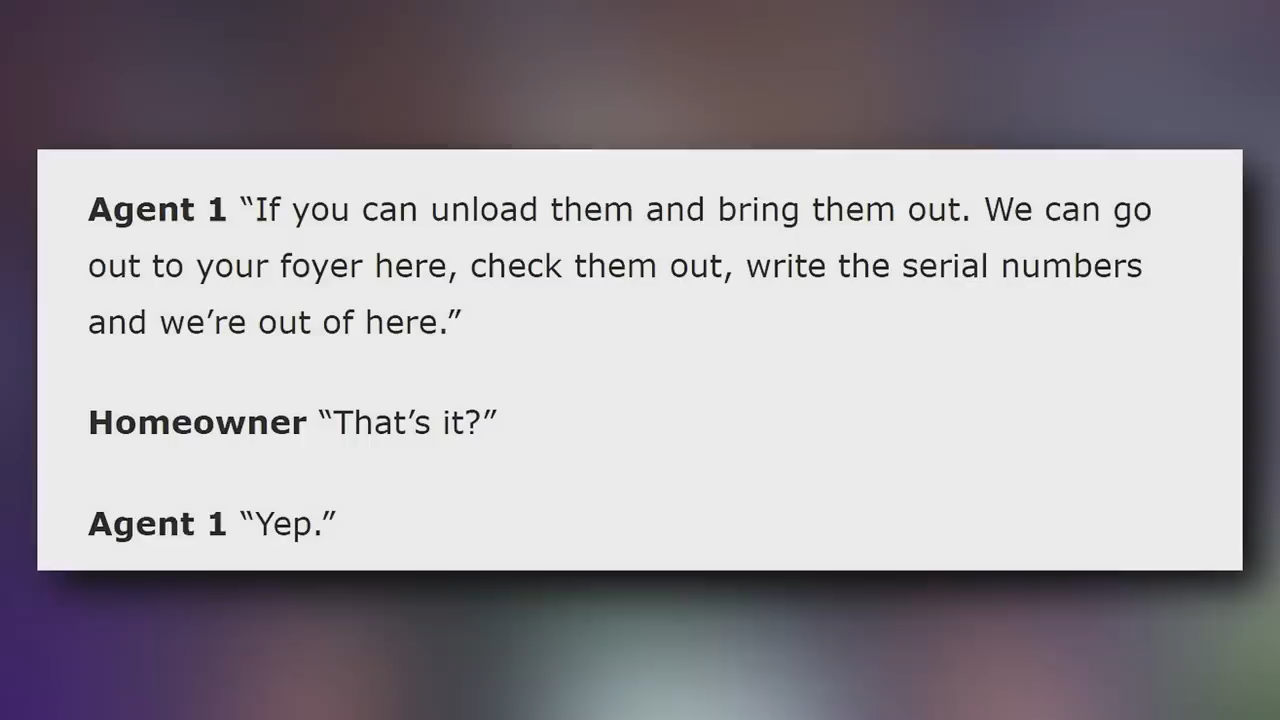 Agent 1 “If you can unload them and bring them out. We can go
out to your foyer here, check them out, write the serial numbers
and we’re out of here.”
Homeowner “That’s it?”
Agent 1 “Yep.”